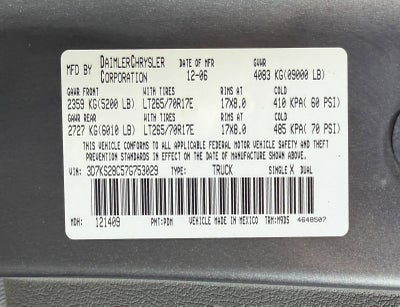 MFD BY DAIMLERCHRYSLER CORPORATION DATE OF MFR 12-06 GVWR 4083 KG(09000 LB)
GAWR FRONT WITH TIRES RIMS AT COLD
2359 KG(5200 LB) LT265/70R17E 17X8.0 410 KPA( 60 PSI)
GAWR REAR WITH TIRES RIMS AT COLD
2727 KG(6010 LB) LT265/70R17E 17X8.0 485 KPA( 70 PSI)
THIS VEHICLE CONFORMS TO ALL APPLICABLE FEDERAL MOTOR VEHICLE SAFETY AND
THEFT PREVENTION STANDARDS IN EFFECT ON THE DATE OF MANUFACTURE SHOWN ABOVE.
VIN: 3D7KS28C57G753029 TYPE: TRUCK SINGLE X DUAL
MDH: 121409 PNT:PDM VEHICLE MADE IN MEXICO TRM:M9D5 4648507